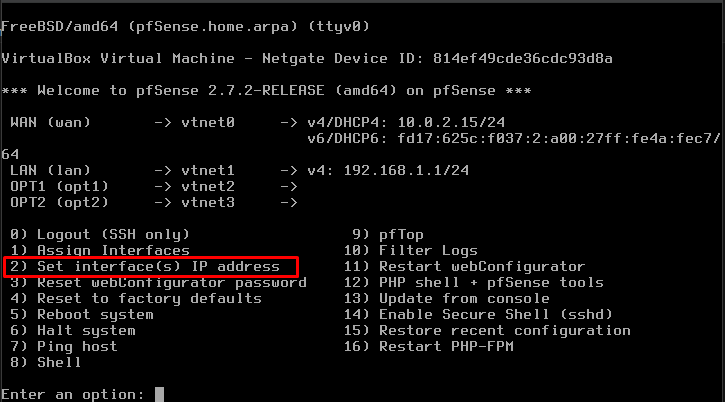 FreeBSD/amd64 (pfSense.home.arpa) (ttyv0)
VirtualBox Virtual Machine - Netgate Device ID: 814ef49cde36cdc93d8a
*** Welcome to pfSense 2.7.2-RELEASE (amd64) on pfSense ***
WAN (wan) -> vtnet0 -> v4/DHCP4: 10.0.2.15/24
v6/DHCP6: fd17:625c:f037:2:a00:27ff:fe4a:fec7/
64
LAN (lan) -> vtnet1 -> v4: 192.168.1.1/24
OPT1 (opt1) -> vtnet2 ->
OPT2 (opt2) -> vtnet3 ->
0) Logout (SSH only) 9) pfTop
1) Assign Interfaces 10) Filter Logs
2) Set interface(s) IP address 11) Restart webConfigurator
3) Reset webConfigurator password 12) PHP shell + pfSense tools
4) Reset to factory defaults 13) Update from console
5) Reboot system 14) Enable Secure Shell (sshd)
6) Halt system 15) Restore recent configuration
7) Ping host 16) Restart PHP-FPM
8) Shell
Enter an option: